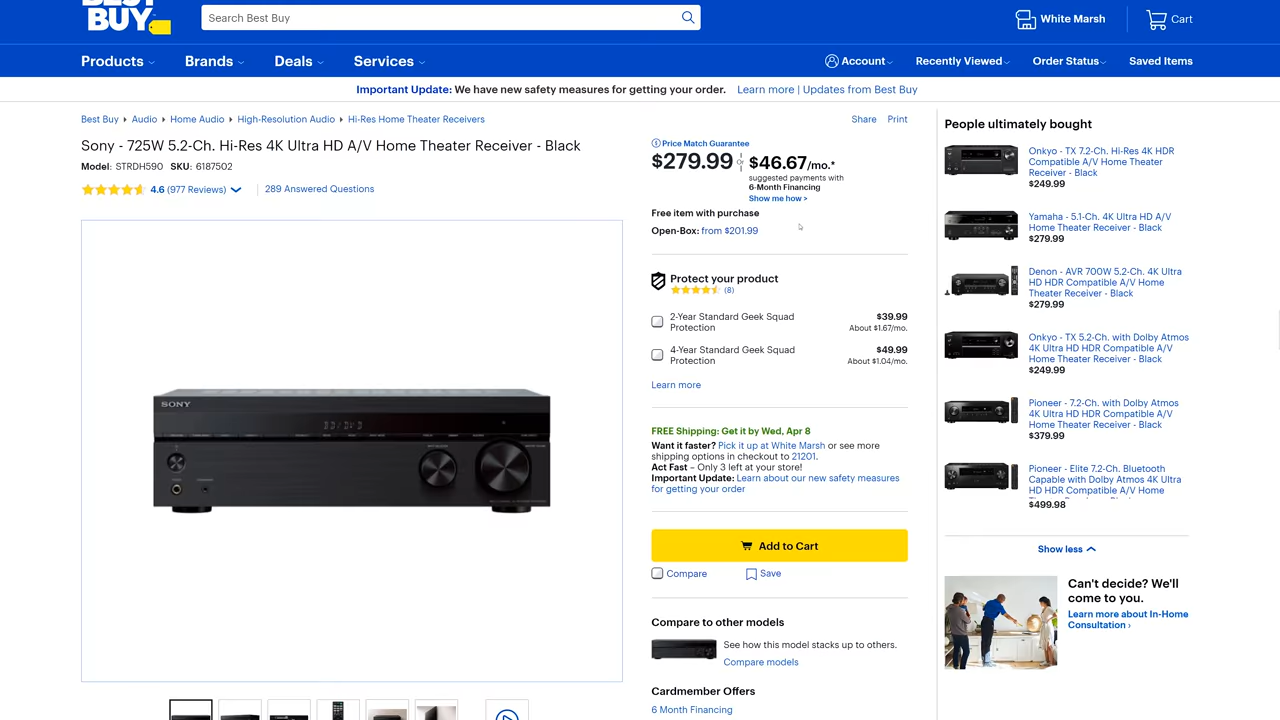 BEST
BUY
Search Best Buy
White Marsh
Cart
Products
Brands
Deals
Services
Account
Recently Viewed
Order Status
Saved Items
Important Update: We have new safety measures for getting your order. Learn more | Updates from Best Buy
Best Buy Audio Home Audio High-Resolution Audio Hi-Res Home Theater Receivers
Share Print
Sony - 725W 5.2-Ch. Hi-Res 4K Ultra HD A/V Home Theater Receiver - Black
Model: STRDH590 SKU: 6187502
4.6 (977 Reviews) 289 Answered Questions
SONY
Price Match Guarantee
$279.99 or $46.67/mo.*
suggested payments with
6-Month Financing
Show me how >
Free item with purchase
Open-Box: from $201.99
Protect your product
(8)
2-Year Standard Geek Squad
Protection
$39.99
About $1.67/mo.
4-Year Standard Geek Squad
Protection
$49.99
About $1.04/mo.
Learn more
FREE Shipping: Get it by Wed, Apr 8
Want it faster? Pick it up at White Marsh or see more
shipping options in checkout to 21201.
Act Fast – Only 3 left at your store!
Important Update: Learn about our new safety measures
for getting your order
Add to Cart
Compare
Save
Compare to other models
See how this model stacks up to others.
Compare models
Cardmember Offers
6 Month Financing
People ultimately bought
Onkyo - TX 7.2-Ch. Hi-Res 4K HDR
Compatible A/V Home Theater
Receiver - Black
$249.99
Yamaha - 5.1-Ch. 4K Ultra HD A/V
Home Theater Receiver - Black
$279.99
Denon - AVR 700W 5.2-Ch. 4K Ultra
HD HDR Compatible A/V Home
Theater Receiver - Black
$279.99
Onkyo - TX 5.2-Ch. with Dolby Atmos
4K Ultra HD HDR Compatible A/V
Home Theater Receiver - Black
$249.99
Pioneer - 7.2-Ch. with Dolby Atmos
4K Ultra HD HDR Compatible A/V
Home Theater Receiver - Black
$379.99
Pioneer - Elite 7.2-Ch. Bluetooth
Capable with Dolby Atmos 4K Ultra
HD HDR Compatible A/V Home
$499.98
Show less
Can't decide? We'll
come to you.
Learn more about In-Home
Consultation ›